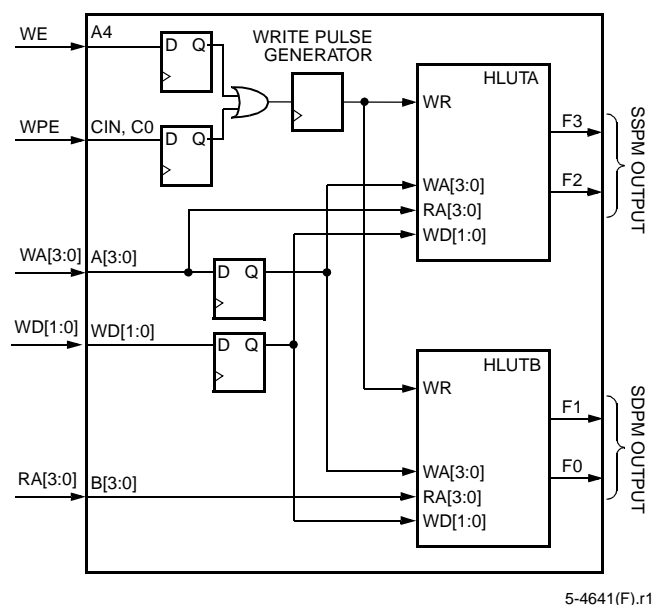 WE
A4
D Q
WRITE PULSE
GENERATOR
HLUTA
WR
F3
WPE
CIN, C0
D Q
F2
SSPM OUTPUT
WA[3:0]
RA[3:0]
WD[1:0]
WA[3:0]
A[3:0]
D Q
WD[1:0]
WD[1:0]
D Q
HLUTB
WR
F1
F0
SDPM OUTPUT
WA[3:0]
RA[3:0]
WD[1:0]
RA[3:0]
B[3:0]
5-4641(F).r1